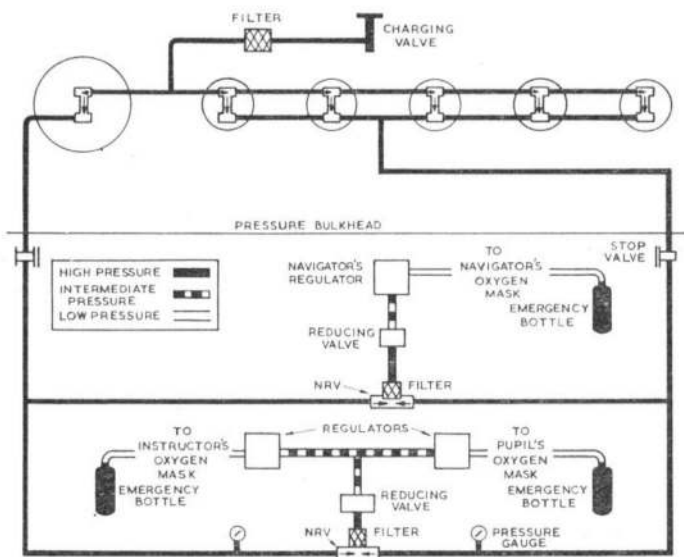 FILTER
CHARGING
VALVE
PRESSURE BULKHEAD
STOP
VALVE
HIGH PRESSURE
INTERMEDIATE
PRESSURE
LOW PRESSURE
NAVIGATOR'S
REGULATOR
TO
NAVIGATOR'S
OXYGEN
MASK
EMERGENCY
BOTTLE
REDUCING
VALVE
NRV
FILTER
TO
INSTRUCTOR'S
OXYGEN
MASK
EMERGENCY
BOTTLE
REGULATORS
TO
PUPIL'S
OXYGEN
MASK
EMERGENCY
BOTTLE
REDUCING
VALVE
NRV
FILTER
PRESSURE
GAUGE